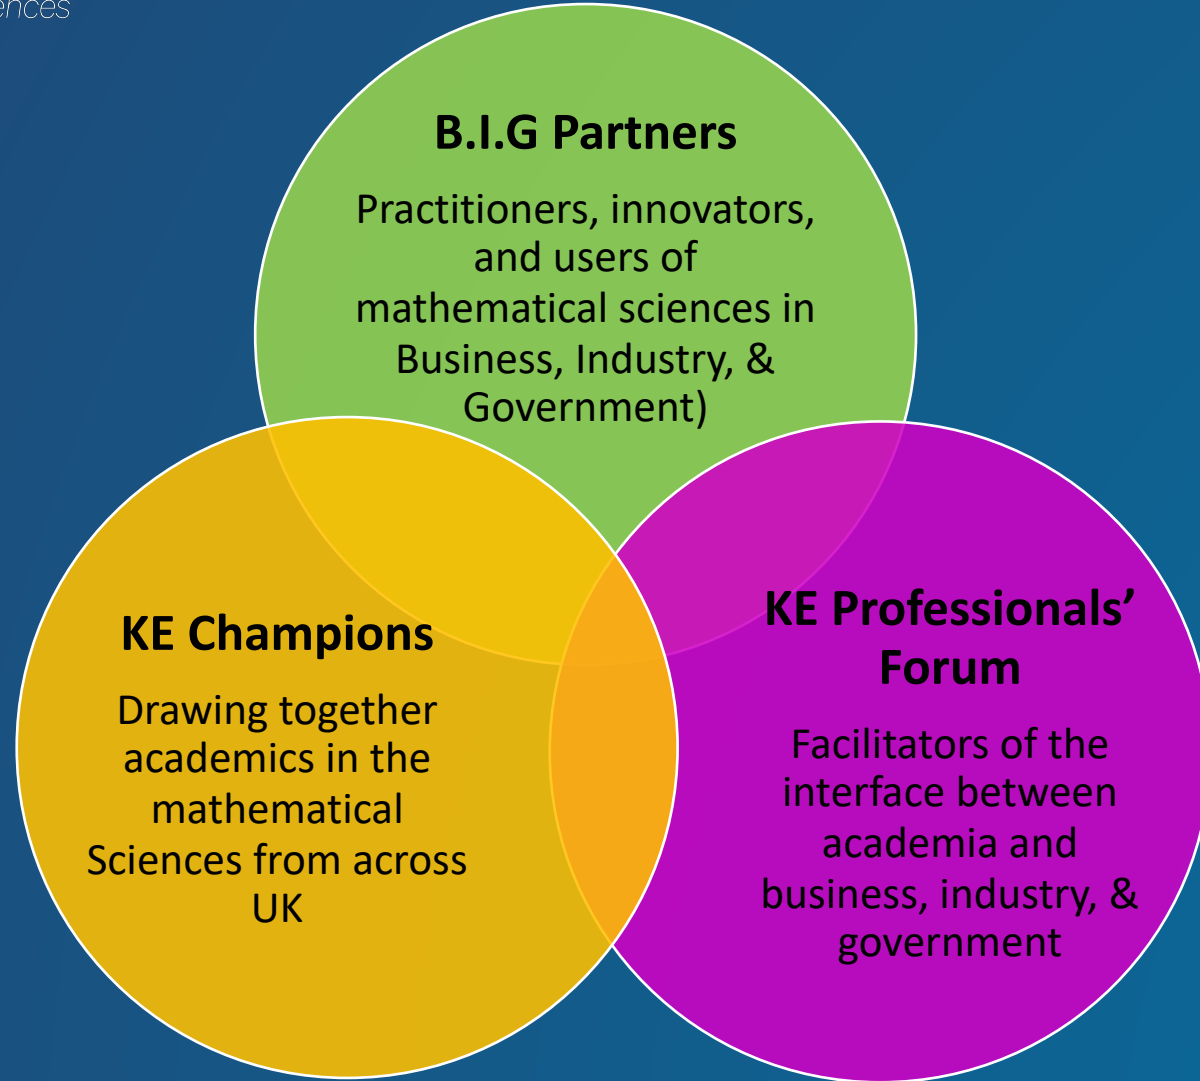 B.I.G Partners
Practitioners, innovators,
and users of
mathematical sciences in
Business, Industry, &
Government)
KE Champions
Drawing together
academics in the
mathematical
Sciences from across
UK
KE Professionals’
Forum
Facilitators of the
interface between
academia and
business, industry, &
government